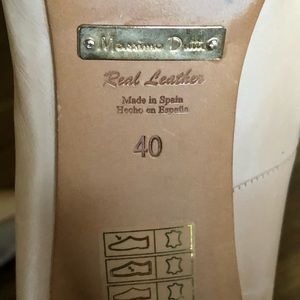 Massimo Dutti
Real Leather
Made in Spain
Hecho en España
40